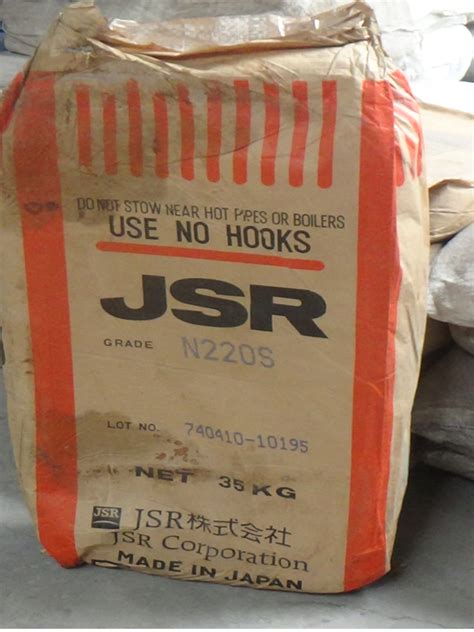 DO NOT STOW NEAR HOT PIPES OR BOILERS
USE NO HOOKS
JSR
GRADE N220S
LOT NO. 740410-10195
NET 35 KG
JSR JSR株式会社
JSR Corporation
MADE IN JAPAN